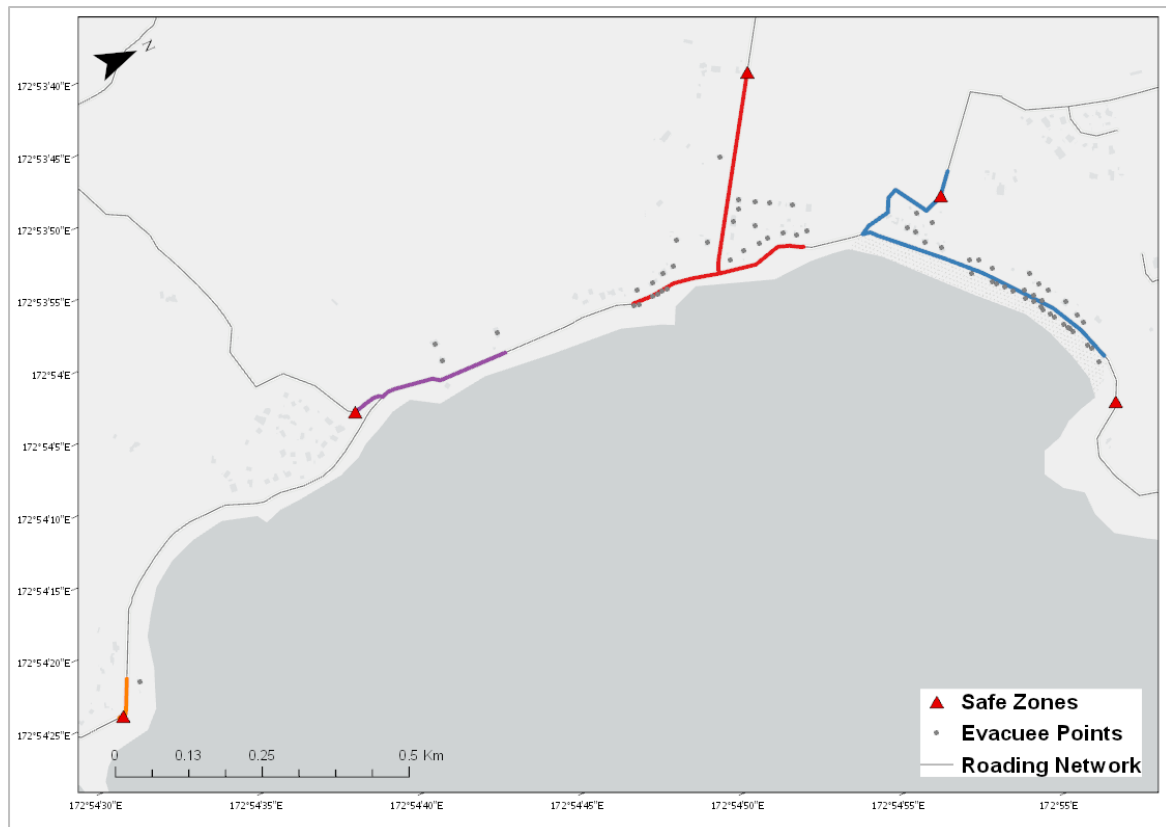 N
172°53'40"E
172°53'45"E
172°53'50"E
172°53'55"E
172°54'E
172°54'5"E
172°54'10"E
172°54'15"E
172°54'20"E
172°54'25"E
0 0.13 0.25 0.5 Km
Safe Zones
Evacuee Points
Roading Network
172°54'30"E 172°54'35"E 172°54'40"E 172°54'45"E 172°54'50"E 172°54'55"E 172°55'E